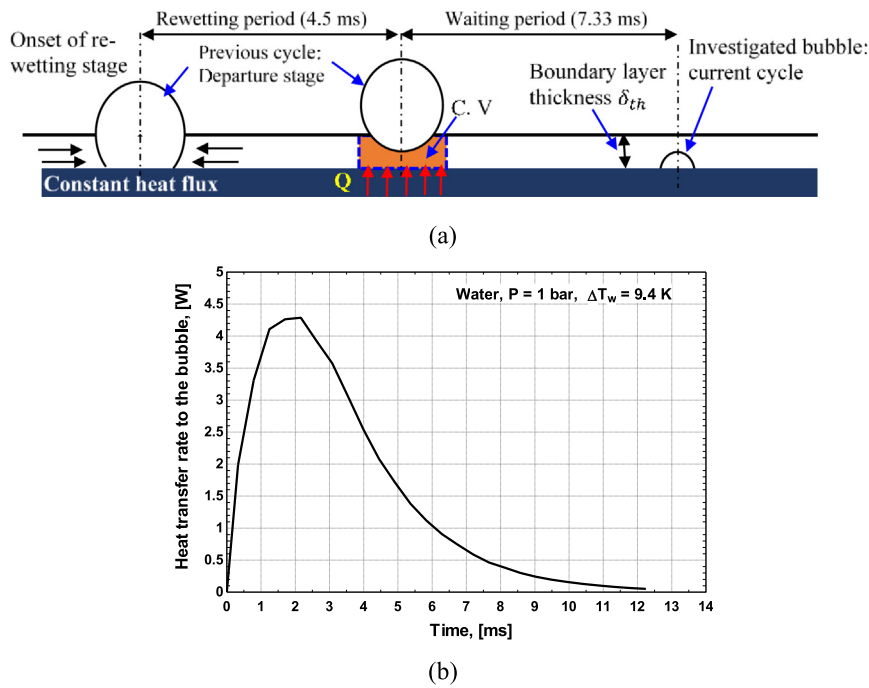 Rewetting period (4.5 ms)
Waiting period (7.33 ms)
Onset of re-
wetting stage
Previous cycle:
Departure stage
C. V
Boundary layer
thickness δth
Investigated bubble:
current cycle
Constant heat flux
Q
(a)
Heat transfer rate to the bubble, [W]
5
4.5
4
3.5
3
2.5
2
1.5
1
0.5
0
Water, P = 1 bar, ΔTw = 9.4 K
0 1 2 3 4 5 6 7 8 9 10 11 12 13 14
Time, [ms]
(b)